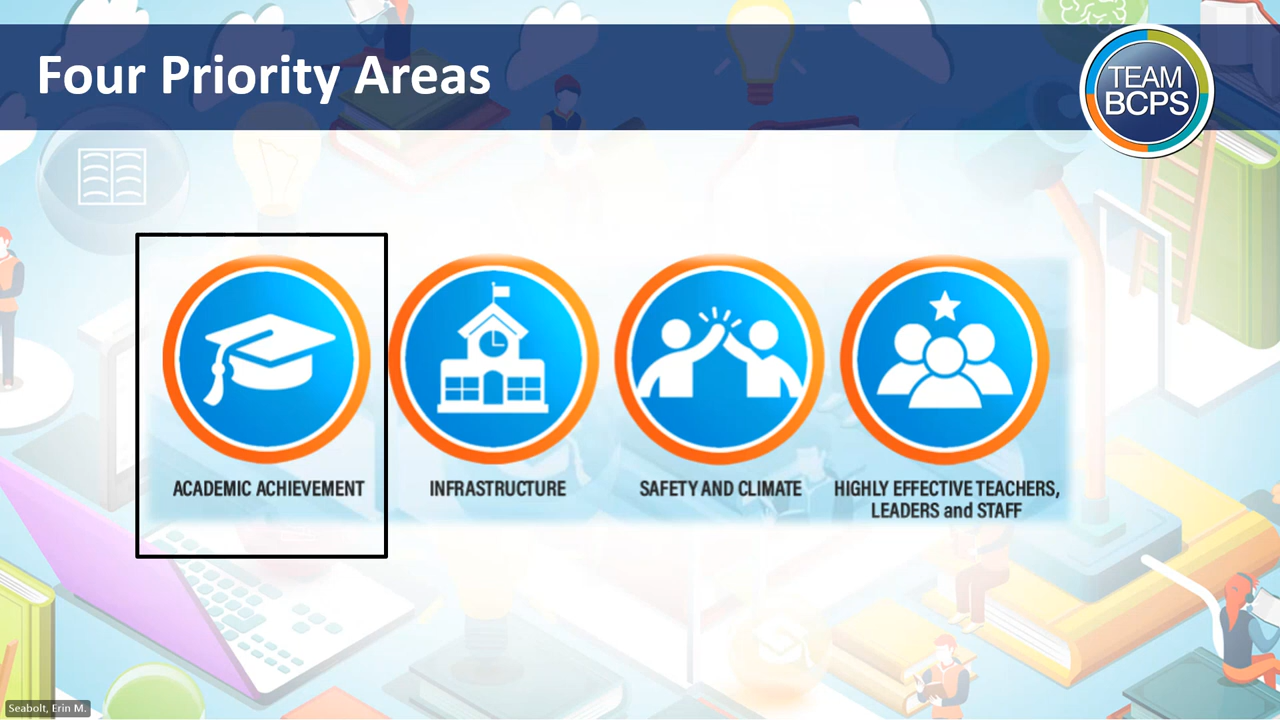 Four Priority Areas
TEAM
BCPS
ACADEMIC ACHIEVEMENT
INFRASTRUCTURE
SAFETY AND CLIMATE
HIGHLY EFFECTIVE TEACHERS,
LEADERS and STAFF
Seabolt, Erin M.